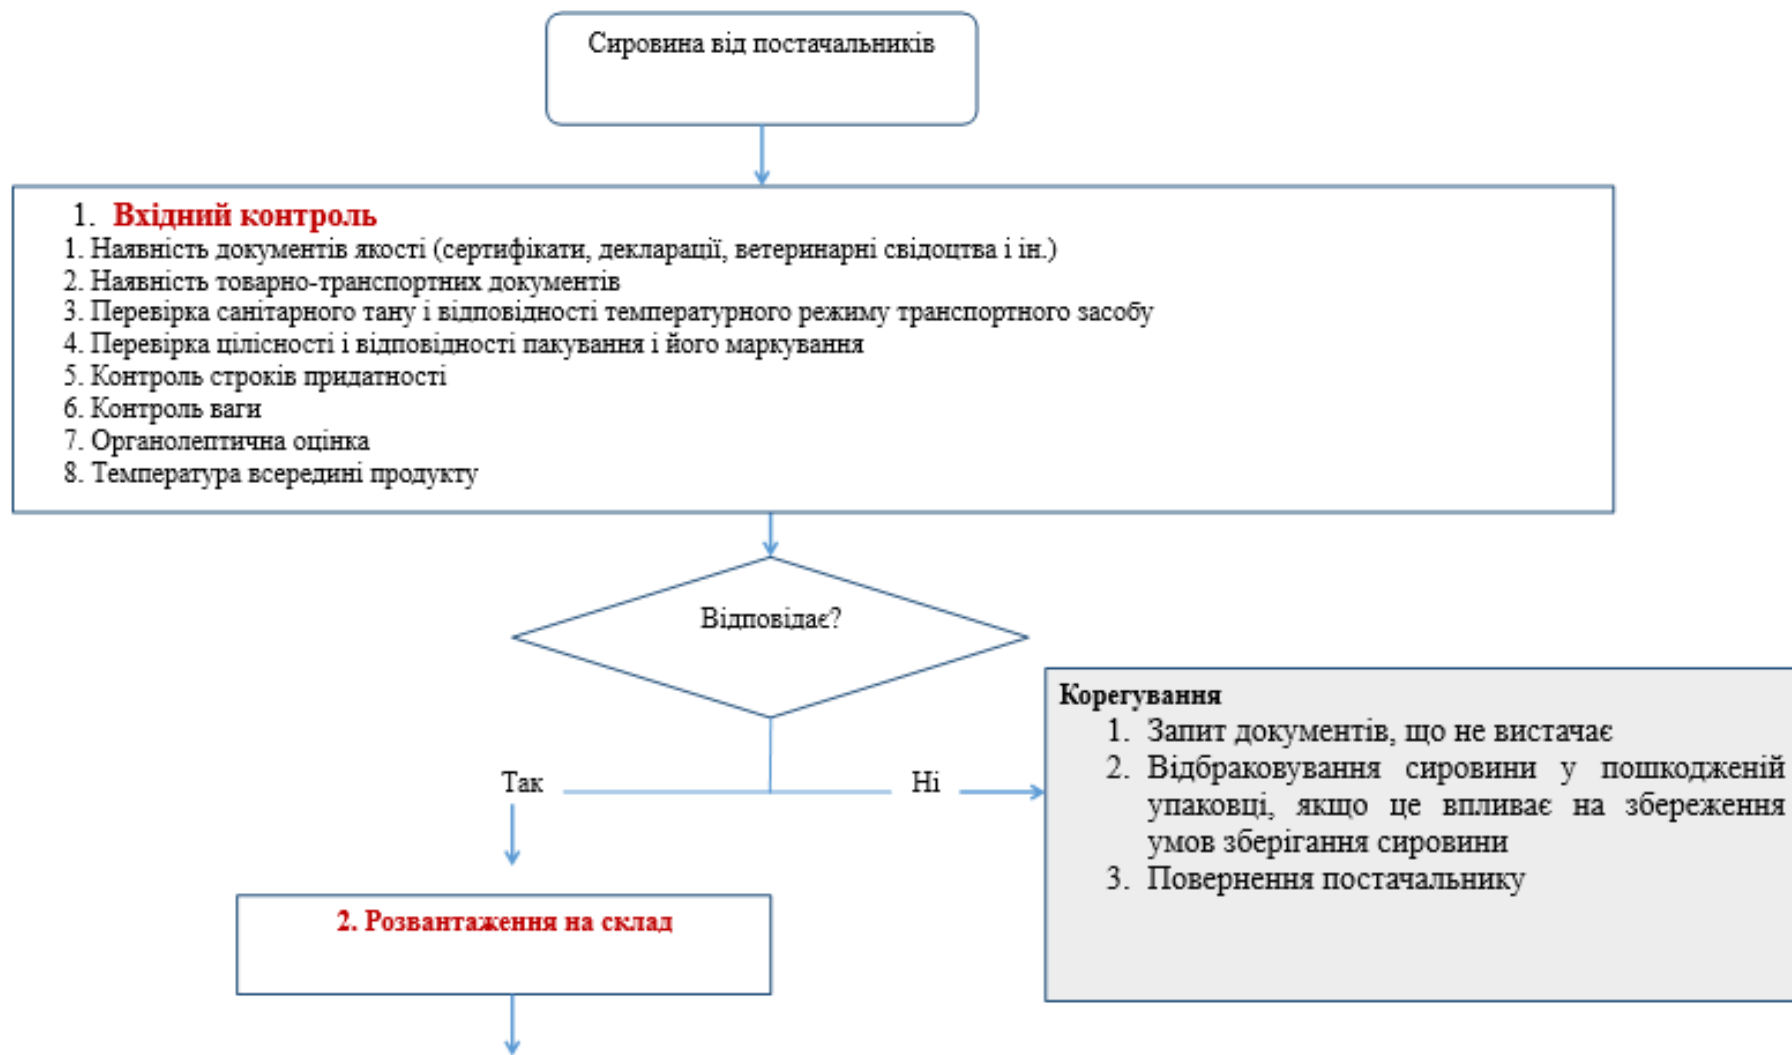 Сировина від постачальників
1. Вхідний контроль
1. Наявність документів якості (сертифікати, декларації, ветеринарні свідоцтва і ін.)
2. Наявність товарно-транспортних документів
3. Перевірка санітарного тану і відповідності температурного режиму транспортного засобу
4. Перевірка цілісності і відповідності пакування і його маркування
5. Контроль строків придатності
6. Контроль ваги
7. Органолептична оцінка
8. Температура всередині продукту
Відповідає?
Так
Ні
Корегування
1. Запит документів, що не вистачає
2. Відбраковування сировини у пошкодженій
упаковці, якщо це впливає на збереження
умов зберігання сировини
3. Повернення постачальнику
2. Розвантаження на склад